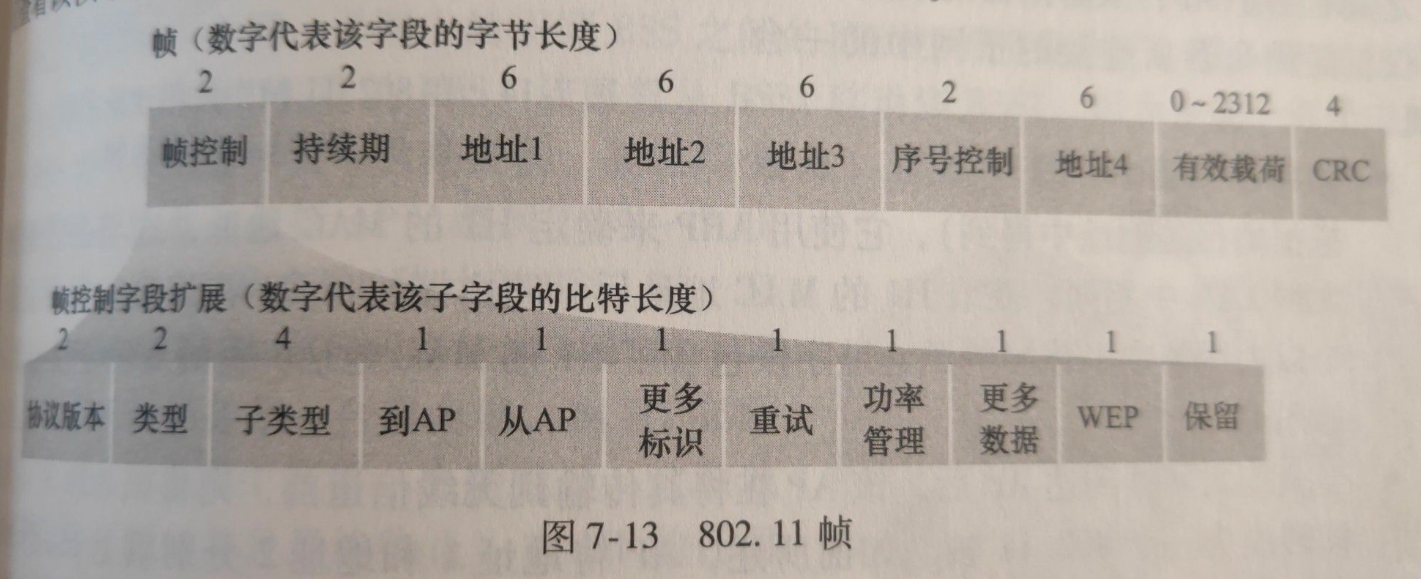 帧（数字代表该字段的字节长度）
2 2 6 6 6 2 6 0~2312 4
帧控制 持续期 地址1 地址2 地址3 序号控制 地址4 有效载荷 CRC
帧控制字段扩展（数字代表该子字段的比特长度）
2 2 4 1 1 1 1 1 1 1 1
协议版本 类型 子类型 到AP 从AP 更多标识 重试 功率管理 更多数据 WEP 保留
图 7-13 802.11 帧